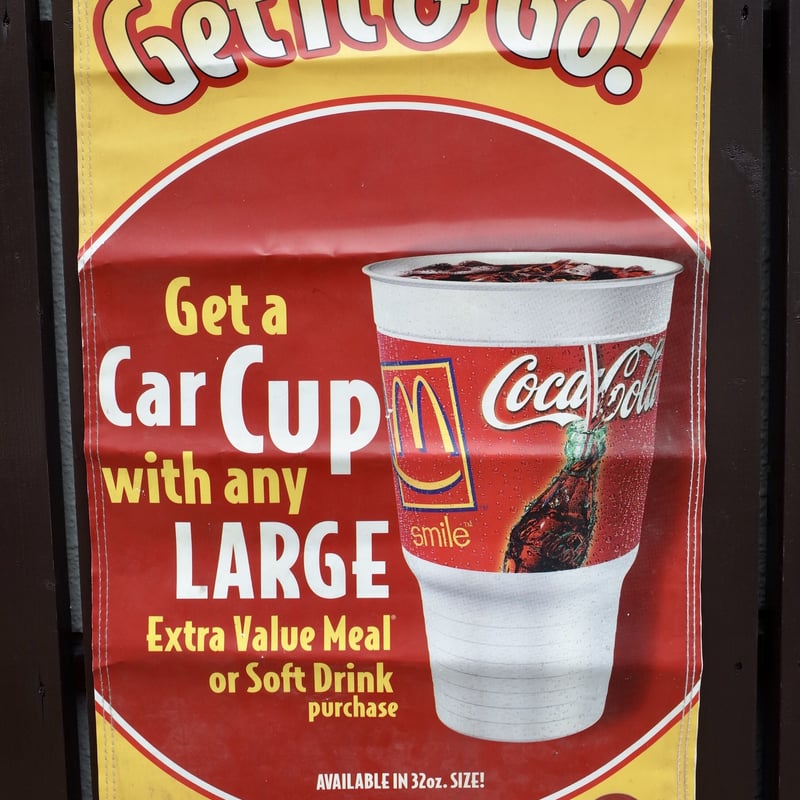 Get it & Go!
Get a
Car Cup
with any
LARGE
Extra Value Meal®
or Soft Drink
purchase
Coca-Cola
M
smile™
AVAILABLE IN 32oz. SIZE!